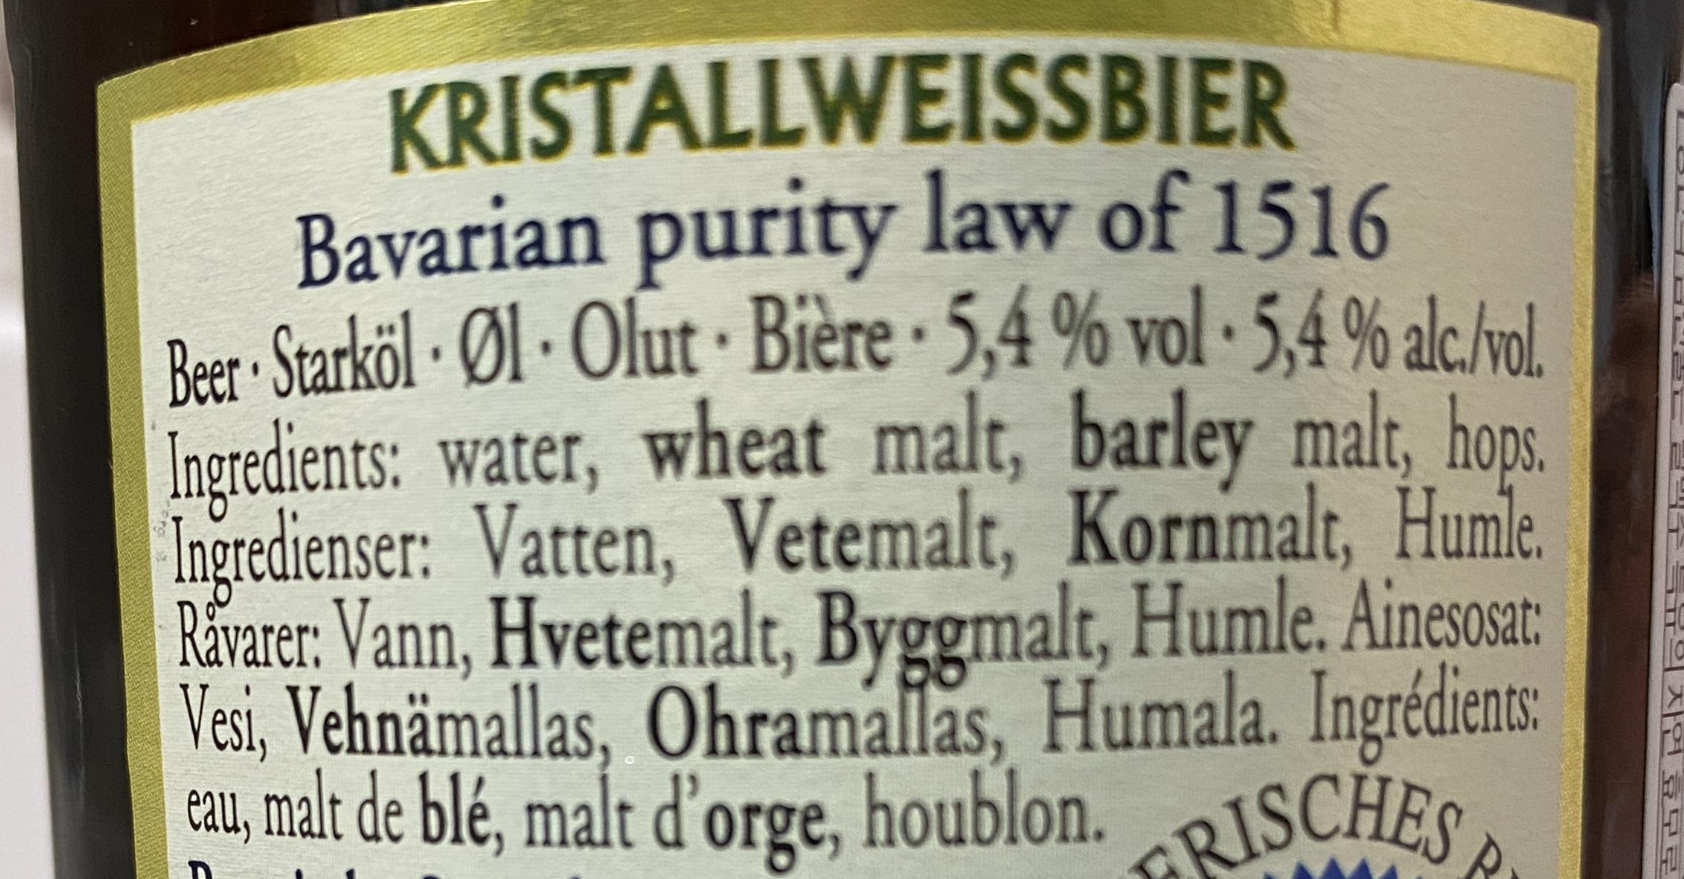 KRISTALLWEISSBIER
Bavarian purity law of 1516
Beer · Starköl · Øl · Olut · Bière · 5,4 % vol · 5,4 % alc./vol.
Ingredients: water, wheat malt, barley malt, hops.
Ingredienser: Vatten, Vetemalt, Kornmalt, Humle.
Råvarer: Vann, Hvetemalt, Byggmalt, Humle. Ainesosat:
Vesi, Vehnämallas, Ohramallas, Humala. Ingrédients:
eau, malt de blé, malt d'orge, houblon.